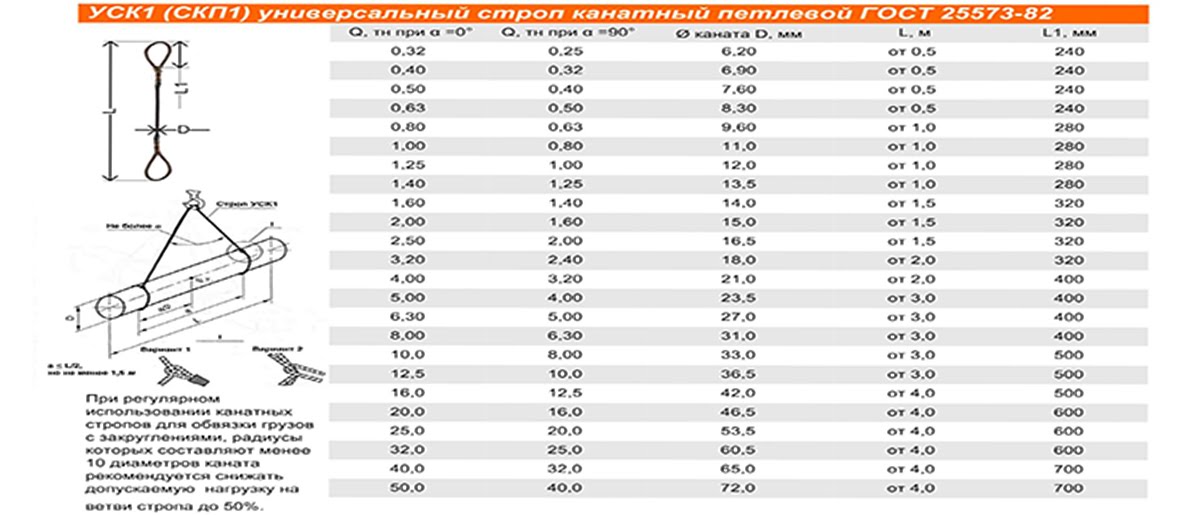 УСК1 (СКП1) универсальный строп канатный петлевой ГОСТ 25573-82
Q, тн при α =0° Q, тн при α =90° Ø каната D, мм L, м L1, мм
0,32 0,25 6,20 от 0,5 240
0,40 0,32 6,90 от 0,5 240
0,50 0,40 7,60 от 0,5 240
0,63 0,50 8,30 от 0,5 240
0,80 0,63 9,60 от 1,0 280
1,00 0,80 11,0 от 1,0 280
1,25 1,00 12,0 от 1,0 280
1,40 1,25 13,5 от 1,0 280
1,60 1,40 14,0 от 1,5 320
2,00 1,60 15,0 от 1,5 320
2,50 2,00 16,5 от 1,5 320
3,20 2,40 18,0 от 2,0 320
4,00 3,20 21,0 от 2,0 400
5,00 4,00 23,5 от 3,0 400
6,30 5,00 27,0 от 3,0 400
8,00 6,30 31,0 от 3,0 400
10,0 8,00 33,0 от 3,0 500
12,5 10,0 36,5 от 3,0 500
16,0 12,5 42,0 от 4,0 500
20,0 16,0 46,5 от 4,0 600
25,0 20,0 53,5 от 4,0 600
32,0 25,0 60,5 от 4,0 600
40,0 32,0 65,0 от 4,0 700
50,0 40,0 72,0 от 4,0 700
L1
L
D
Строп УСК1
Не более α
D
L
Вариант 1 Вариант 2
a ≤ L/2,
но не менее 1,5 м
При регулярном
использовании канатных
стропов для обвязки грузов
с закруглениями, радиусы
которых составляют менее
10 диаметров каната
рекомендуется снижать
допускаемую нагрузку на
ветви стропа до 50%.